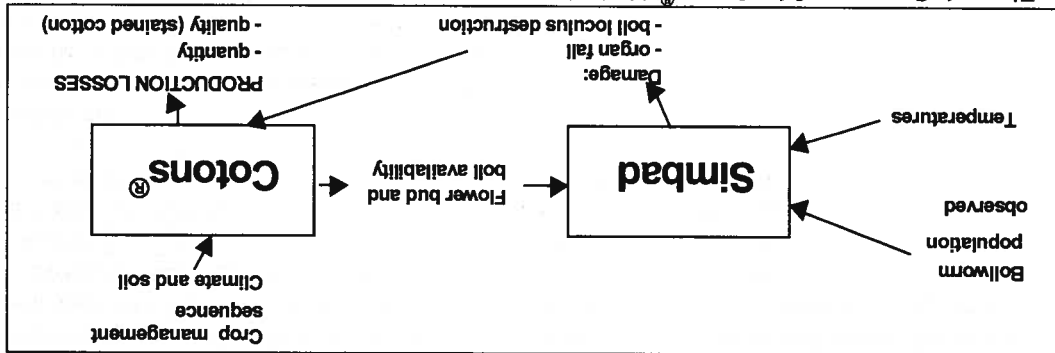 Crop management
sequence
Climate and soil
Bollworm
population
observed
Temperatures
Simbad
Flower bud and
boll availability
Cotons®
Damage:
- organ fall
- boll loculus destruction
PRODUCTION LOSSES
- quantity
- quality (stained cotton)